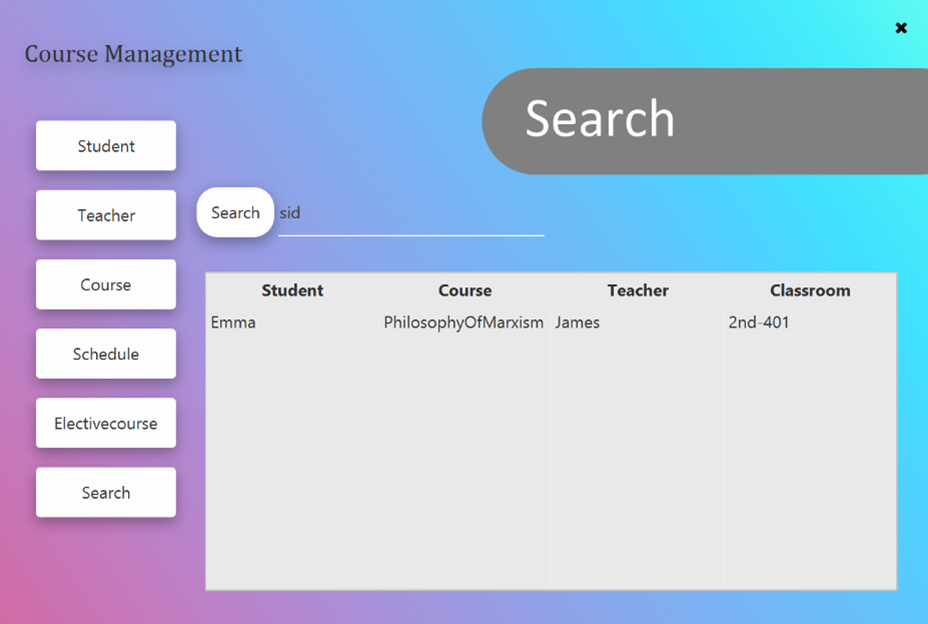 Course Management
Search
Student
Teacher
Course
Schedule
Electivecourse
Search
Search sid
Student Course Teacher Classroom
Emma PhilosophyOfMarxism James 2nd-401